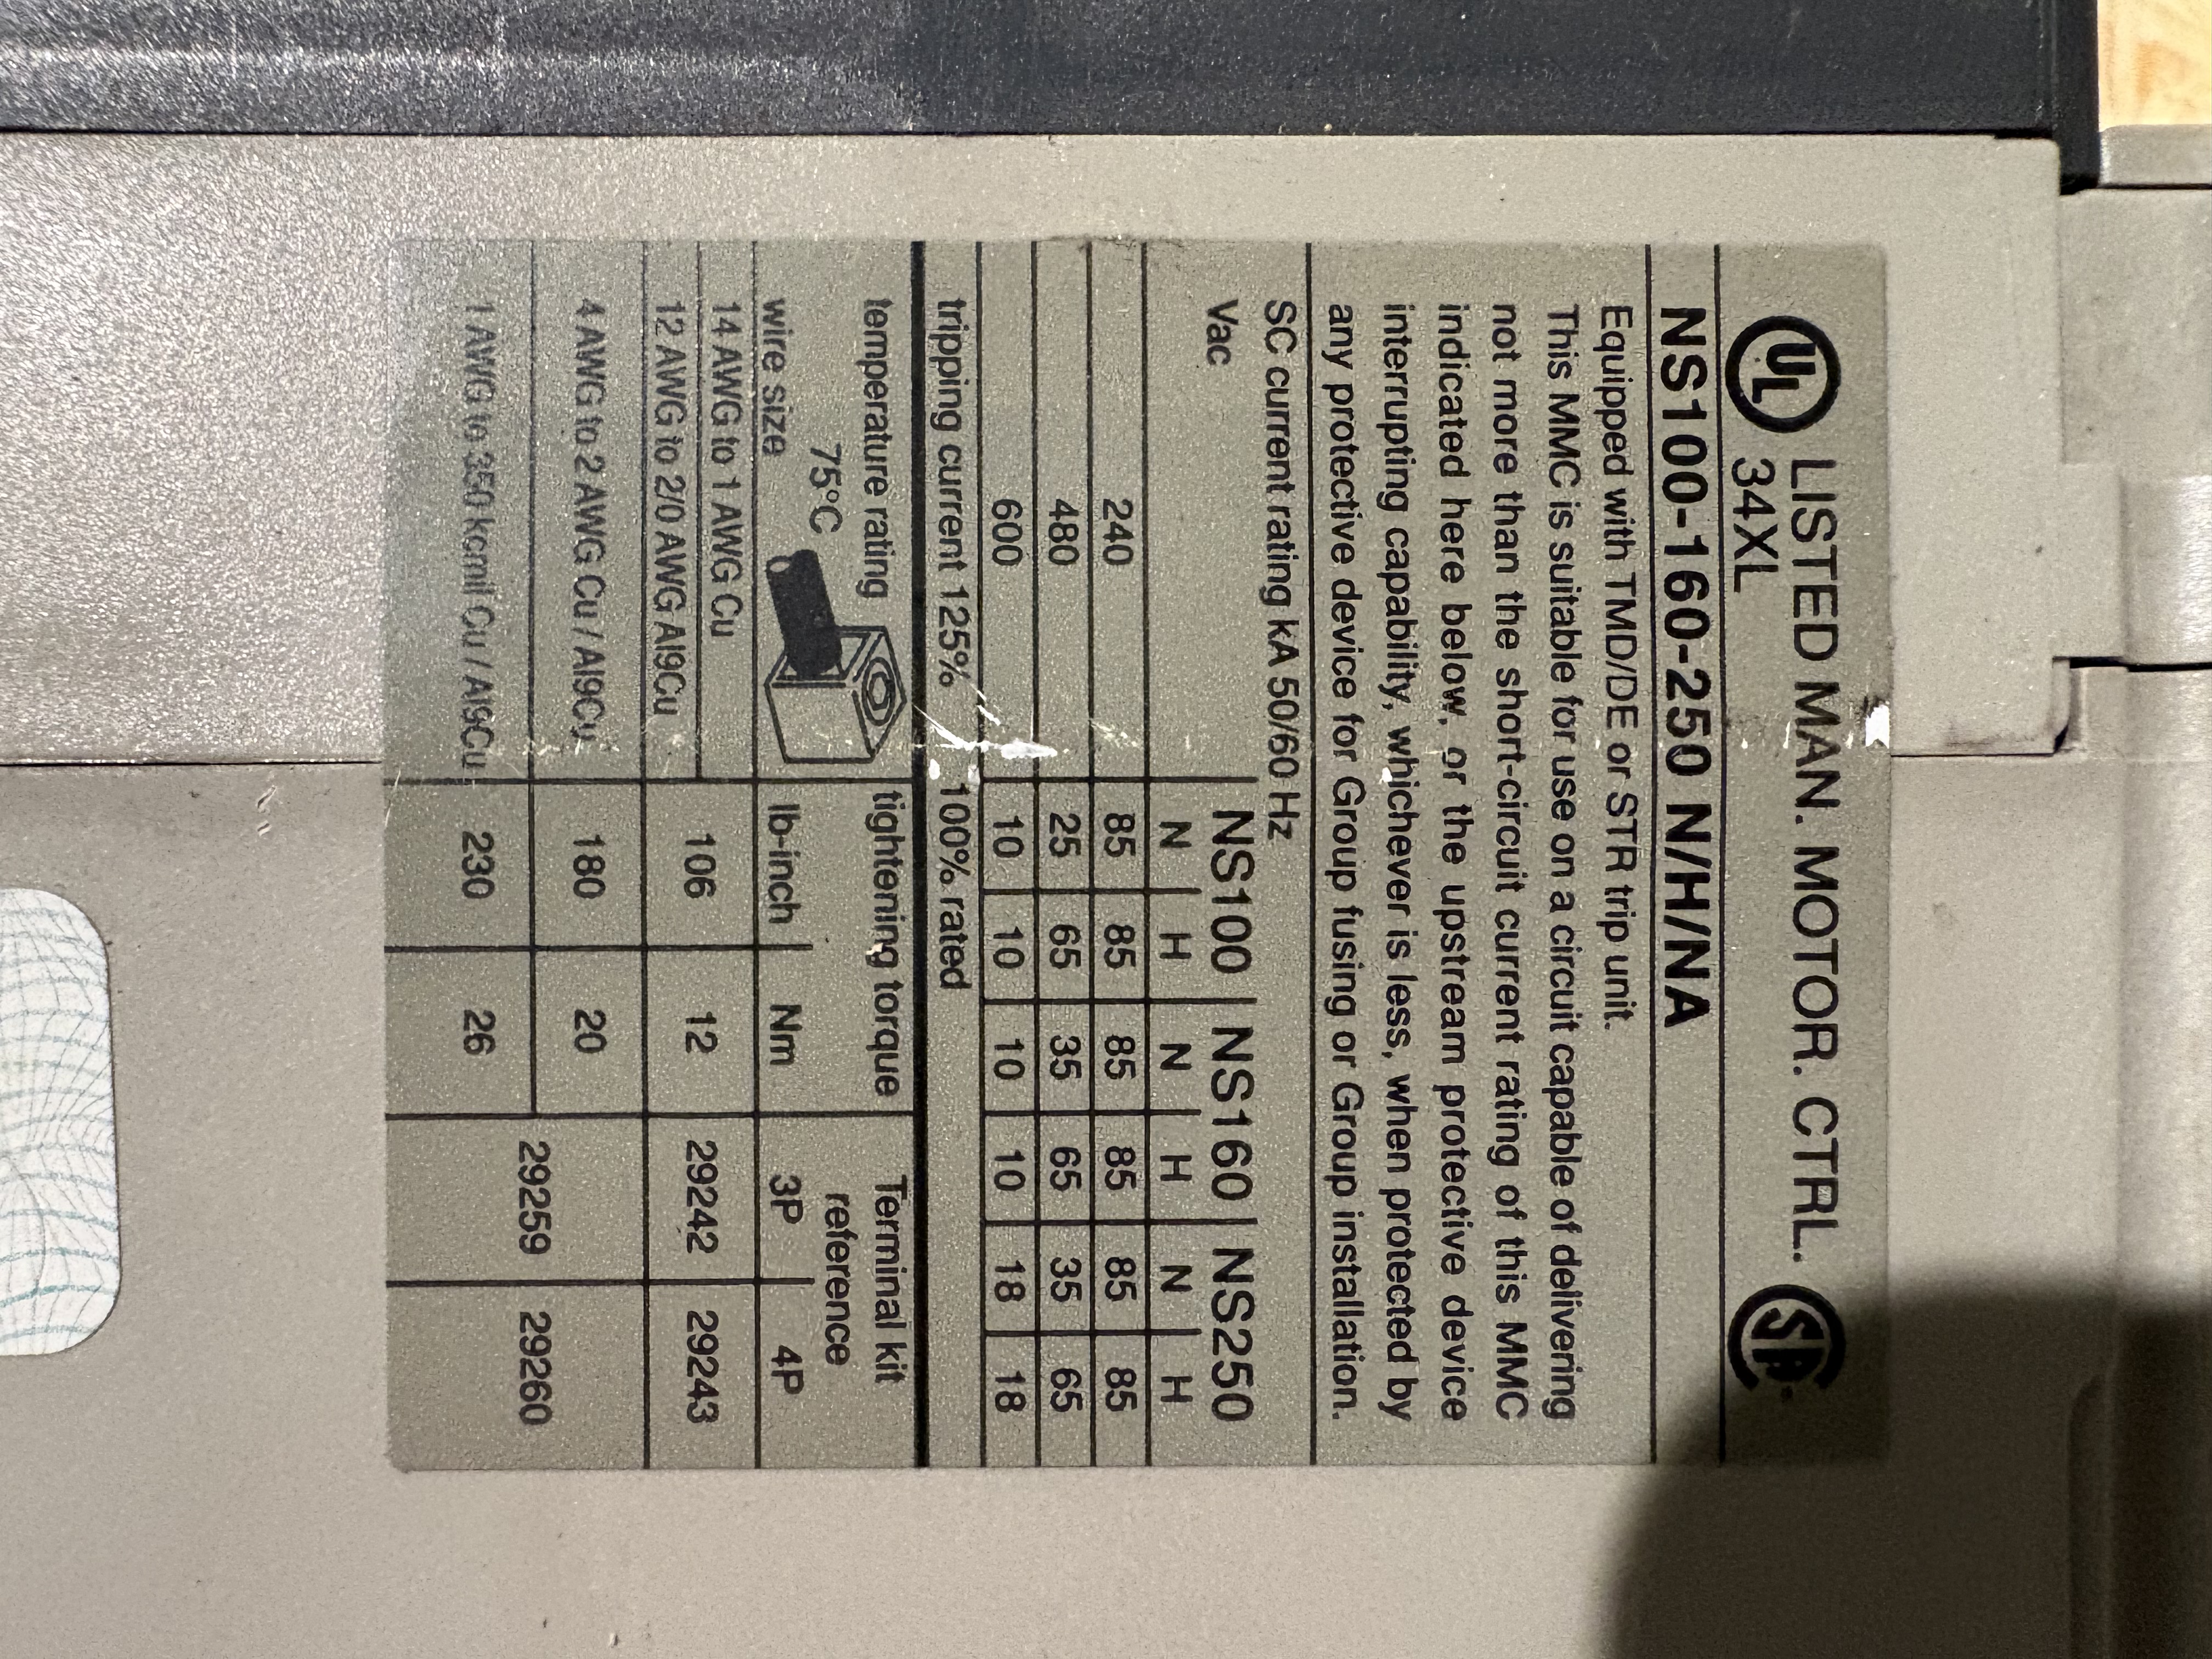 UL LISTED MAN. MOTOR. CTRL. SA
34XL
NS100-160-250 N/H/NA
Equipped with TMD/DE or STR trip unit.
This MMC is suitable for use on a circuit capable of delivering
not more than the short-circuit current rating of this MMC
indicated here below, or the upstream protective device
interrupting capability, whichever is less, when protected by
any protective device for Group fusing or Group installation.
SC current rating kA 50/60 Hz
Vac NS100 NS160 NS250
N H N H N H
240 85 85 85 85 85 85
480 25 65 35 65 35 65
600 10 10 10 10 18 18
tripping current 125% 100% rated
temperature rating tightening torque Terminal kit
75°C reference
wire size lb-inch Nm 3P 4P
14 AWG to 1 AWG Cu
106 12 29242 29243
12 AWG to 2/0 AWG Al9Cu
4 AWG to 2 AWG Cu / Al9Cu 180 20
29259 29260
1 AWG to 350 kcmil Cu / Al9Cu 230 26